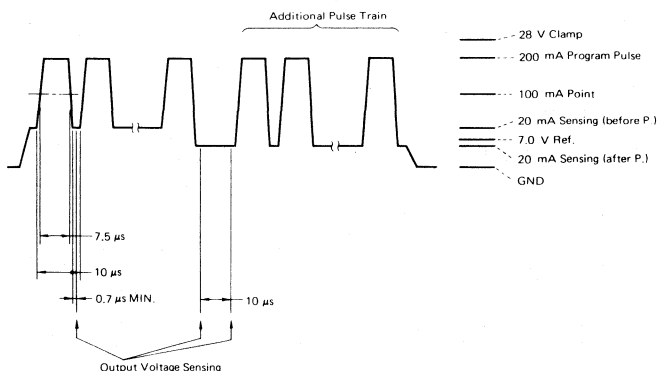 Additional Pulse Train
28 V Clamp
200 mA Program Pulse
100 mA Point
20 mA Sensing (before P.)
7.0 V Ref.
20 mA Sensing (after P.)
GND
7.5 μs
10 μs
0.7 μs MIN.
10 μs
Output Voltage Sensing